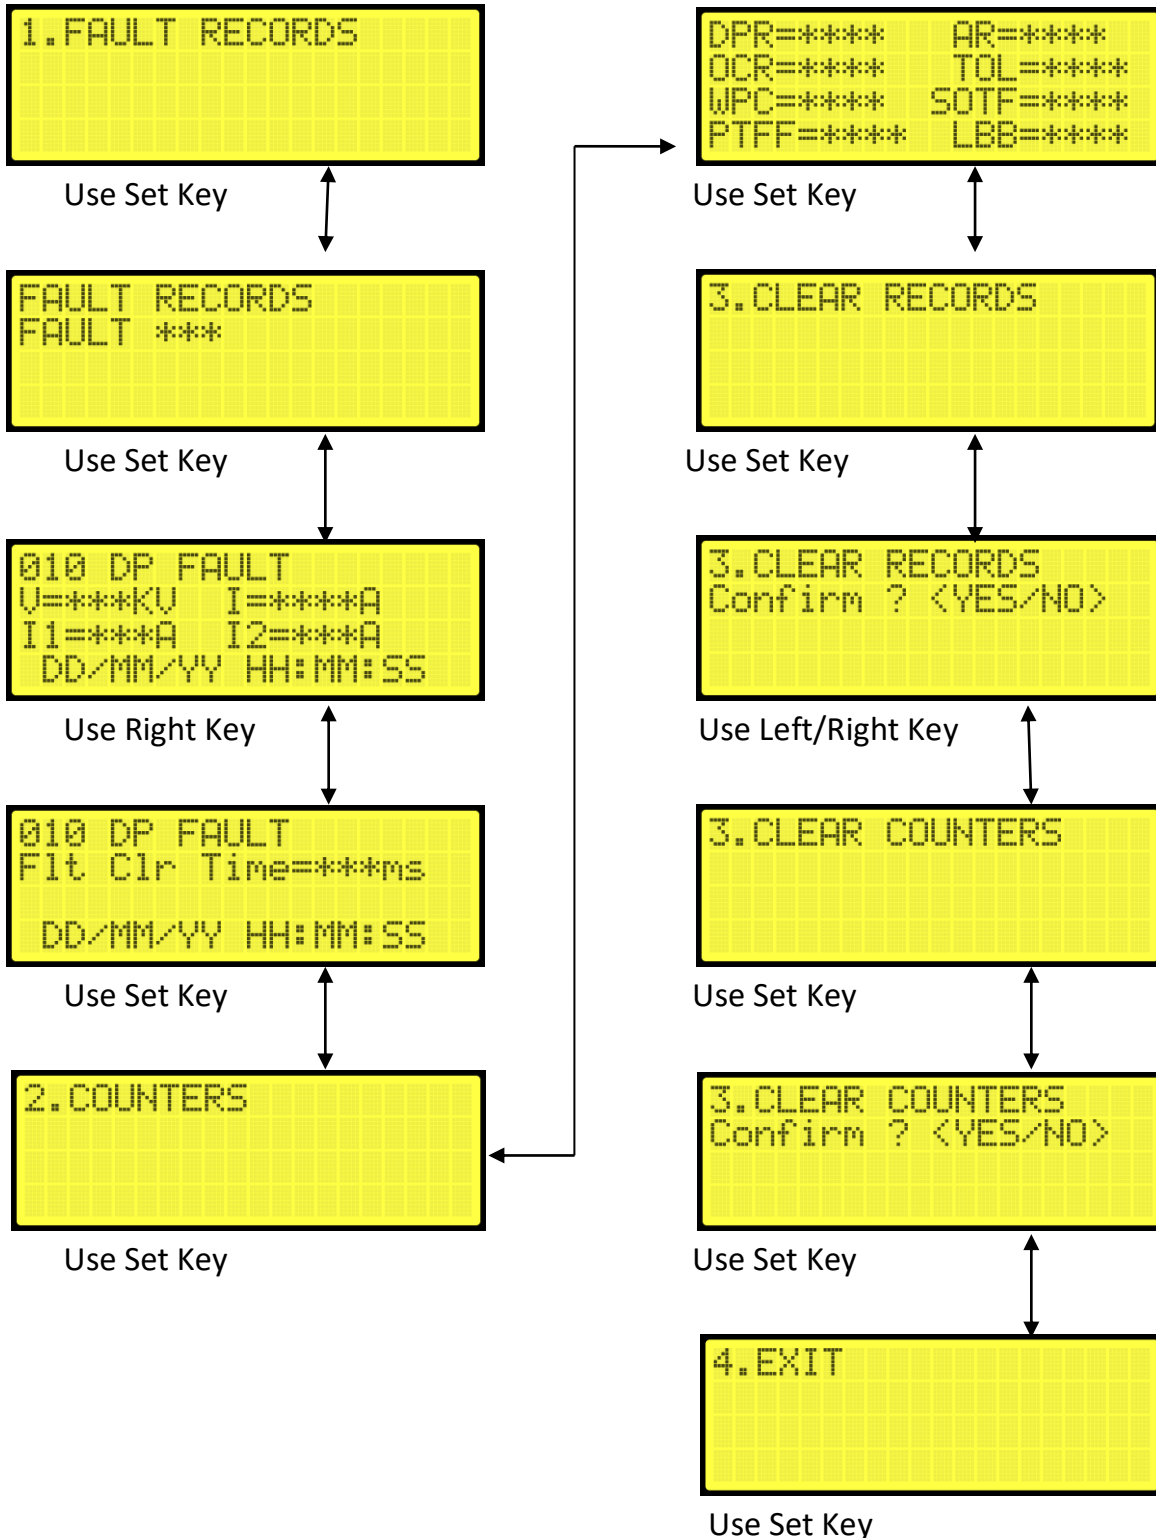 1.FAULT RECORDS
Use Set Key
FAULT RECORDS
FAULT ***
Use Set Key
010 DP FAULT
V=***KV I=****A
I1=***A I2=***A
DD/MM/YY HH:MM:SS
Use Right Key
010 DP FAULT
Flt Clr Time=***ms
DD/MM/YY HH:MM:SS
Use Set Key
2.COUNTERS
Use Set Key
DPR=**** AR=****
OCR=**** TOL=****
WPC=**** SOTF=****
PTFF=**** LBB=****
Use Set Key
3.CLEAR RECORDS
Use Set Key
3.CLEAR RECORDS
Confirm ? <YES/NO>
Use Left/Right Key
3.CLEAR COUNTERS
Use Set Key
3.CLEAR COUNTERS
Confirm ? <YES/NO>
Use Set Key
4.EXIT
Use Set Key